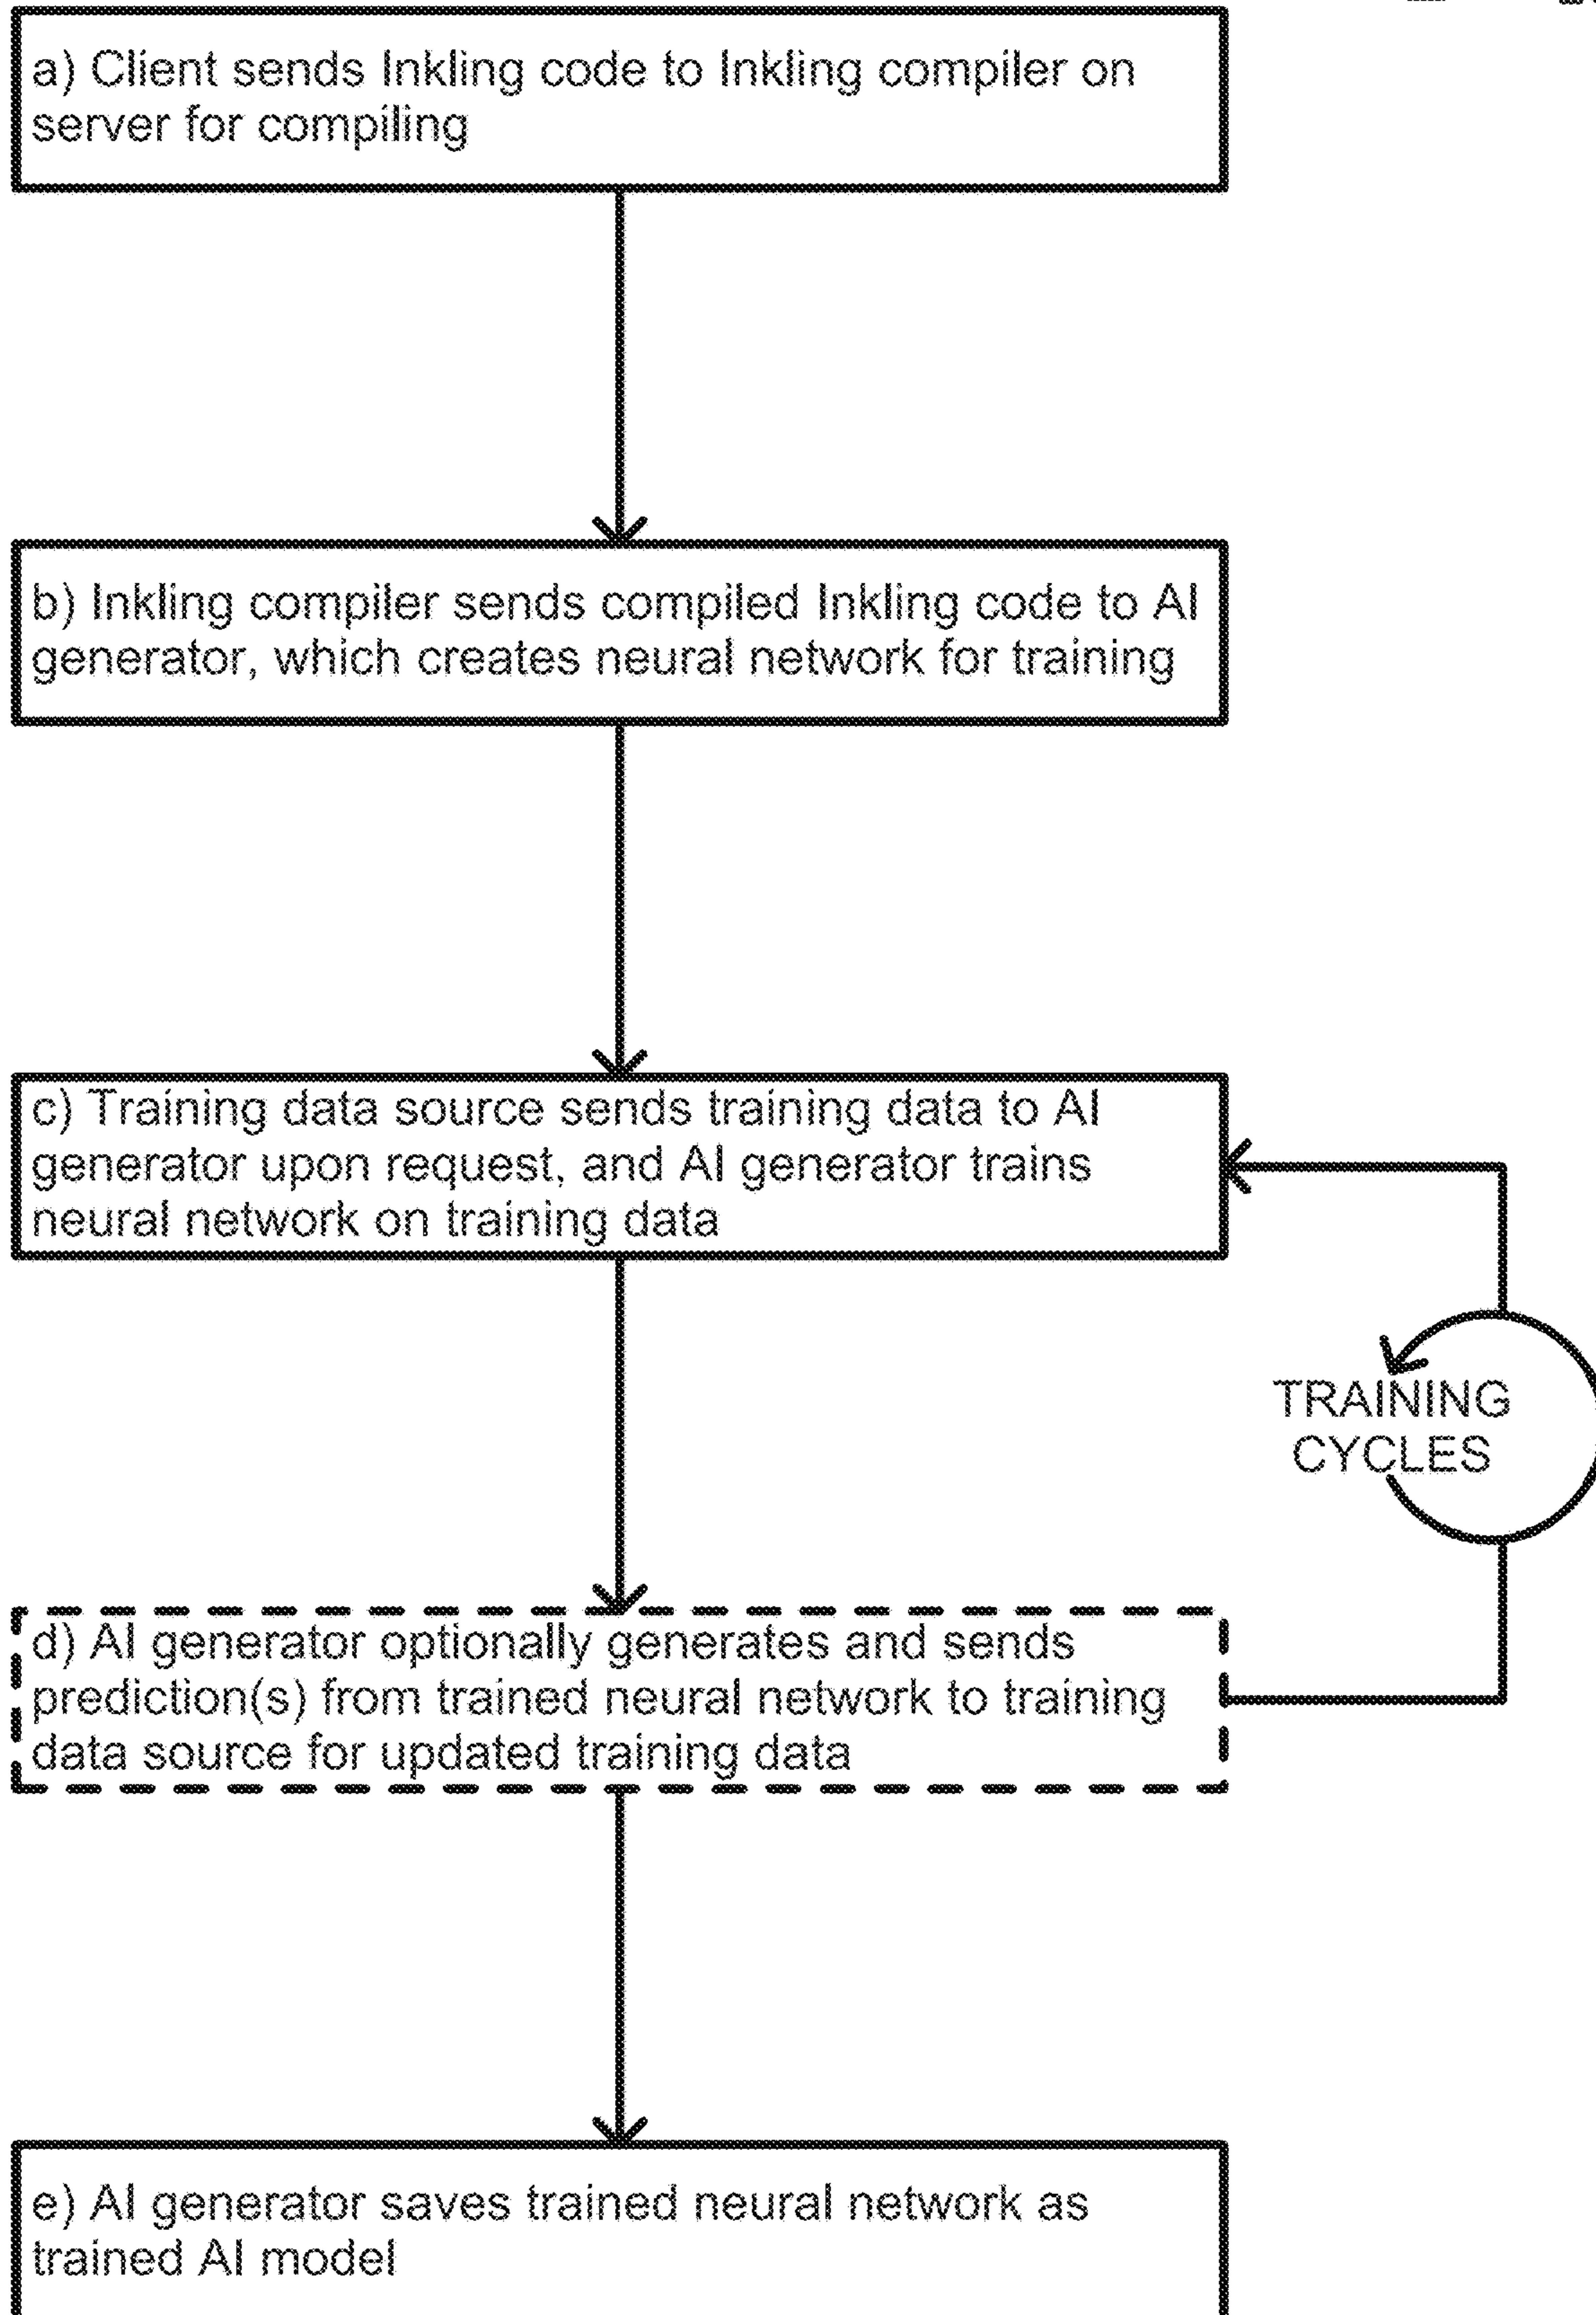 a) Client sends Inkling code to Inkling compiler on
server for compiling
b) Inkling compiler sends compiled Inkling code to AI
generator, which creates neural network for training
c) Training data source sends training data to AI
generator upon request, and AI generator trains
neural network on training data
TRAINING
CYCLES
d) AI generator optionally generates and sends
prediction(s) from trained neural network to training
data source for updated training data
e) AI generator saves trained neural network as
trained AI model